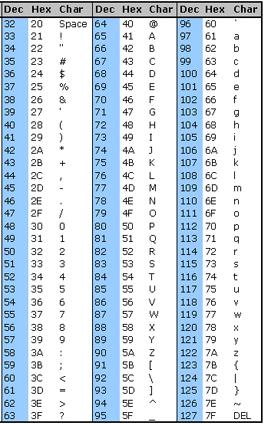 Dec Hex Char Dec Hex Char Dec Hex Char
32 20 Space 64 40 @ 96 60 `
33 21 ! 65 41 A 97 61 a
34 22 " 66 42 B 98 62 b
35 23 # 67 43 C 99 63 c
36 24 $ 68 44 D 100 64 d
37 25 % 69 45 E 101 65 e
38 26 & 70 46 F 102 66 f
39 27 ' 71 47 G 103 67 g
40 28 ( 72 48 H 104 68 h
41 29 ) 73 49 I 105 69 i
42 2A * 74 4A J 106 6A j
43 2B + 75 4B K 107 6B k
44 2C , 76 4C L 108 6C l
45 2D - 77 4D M 109 6D m
46 2E . 78 4E N 110 6E n
47 2F / 79 4F O 111 6F o
48 30 0 80 50 P 112 70 p
49 31 1 81 51 Q 113 71 q
50 32 2 82 52 R 114 72 r
51 33 3 83 53 S 115 73 s
52 34 4 84 54 T 116 74 t
53 35 5 85 55 U 117 75 u
54 36 6 86 56 V 118 76 v
55 37 7 87 57 W 119 77 w
56 38 8 88 58 X 120 78 x
57 39 9 89 59 Y 121 79 y
58 3A : 90 5A Z 122 7A z
59 3B ; 91 5B [ 123 7B {
60 3C < 92 5C \ 124 7C |
61 3D = 93 5D ] 125 7D }
62 3E > 94 5E ^ 126 7E ~
63 3F ? 95 5F _ 127 7F DEL